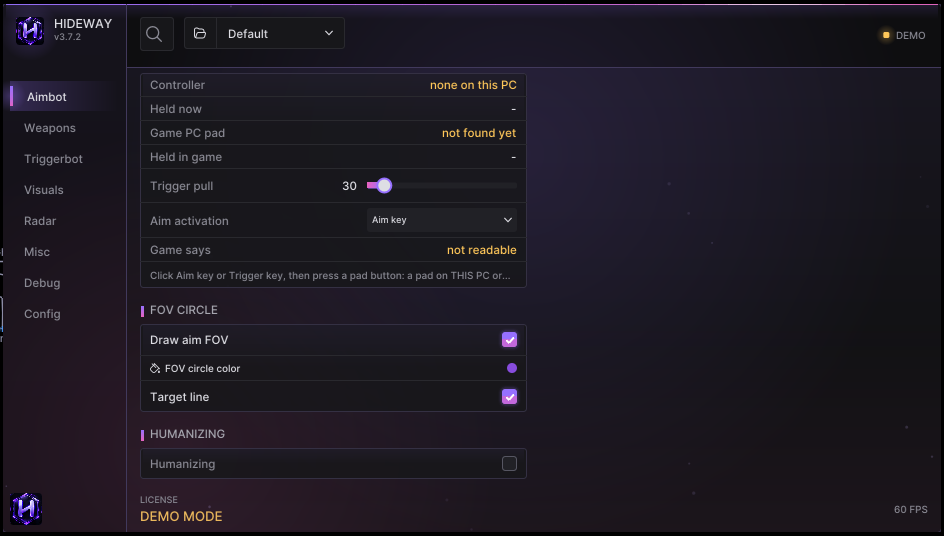 HIDEWAY
v3.7.2
Default
DEMO
Aimbot
Weapons
Triggerbot
Visuals
Radar
Misc
Debug
Config
Controller none on this PC
Held now -
Game PC pad not found yet
Held in game -
Trigger pull 30
Aim activation Aim key
Game says not readable
Click Aim key or Trigger key, then press a pad button: a pad on THIS PC or...
FOV CIRCLE
Draw aim FOV
FOV circle color
Target line
HUMANIZING
Humanizing
LICENSE
DEMO MODE
60 FPS